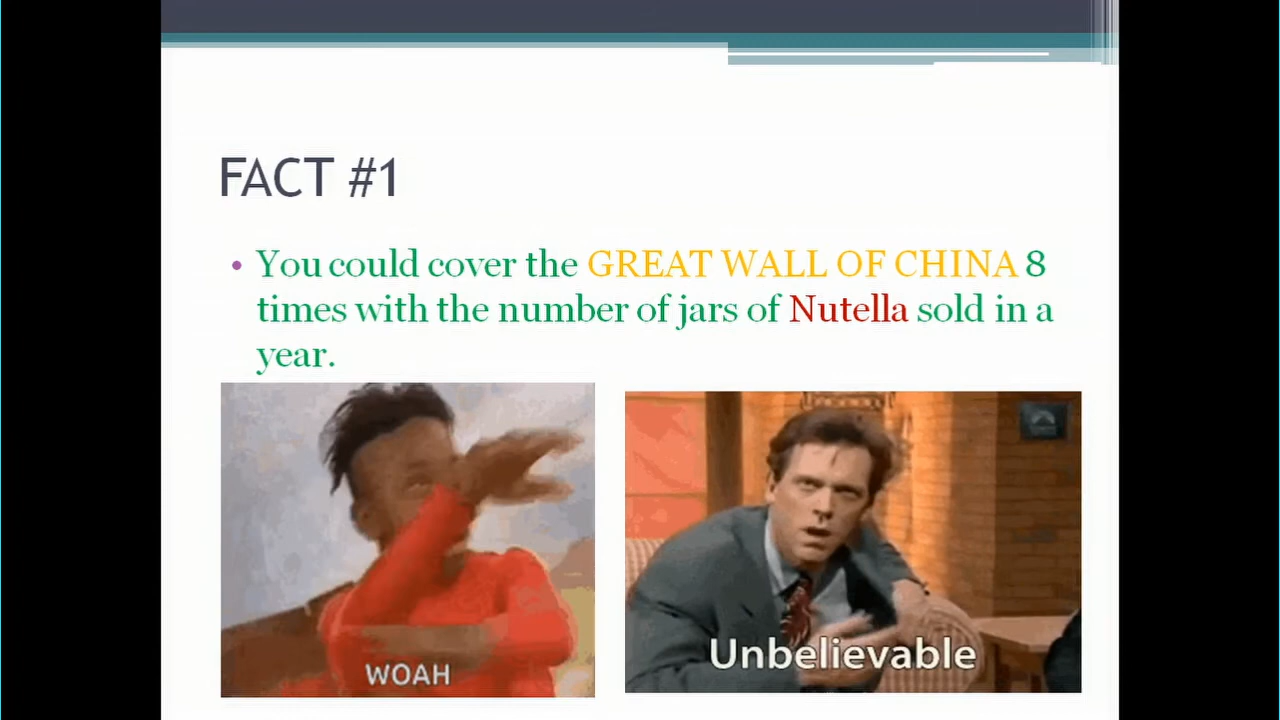 FACT #1
• You could cover the GREAT WALL OF CHINA 8
times with the number of jars of Nutella sold in a
year.
WOAH
Unbelievable